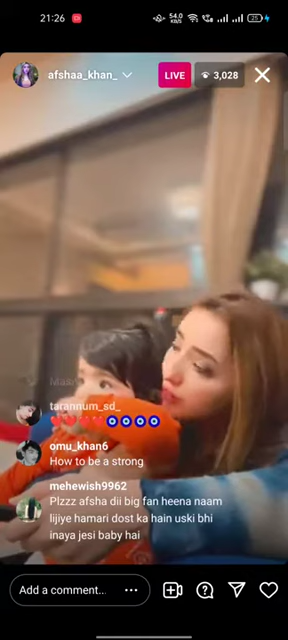 21:26
54.0
KB/S
25
afshaa_khan_
LIVE
3,028
tarannum_sd_
omu_khan6
How to be a strong
mehewish9962
Plzzz afsha dii big fan heena naam
lijiye hamari dost ka hain uski bhi
inaya jesi baby hai
Add a comment...